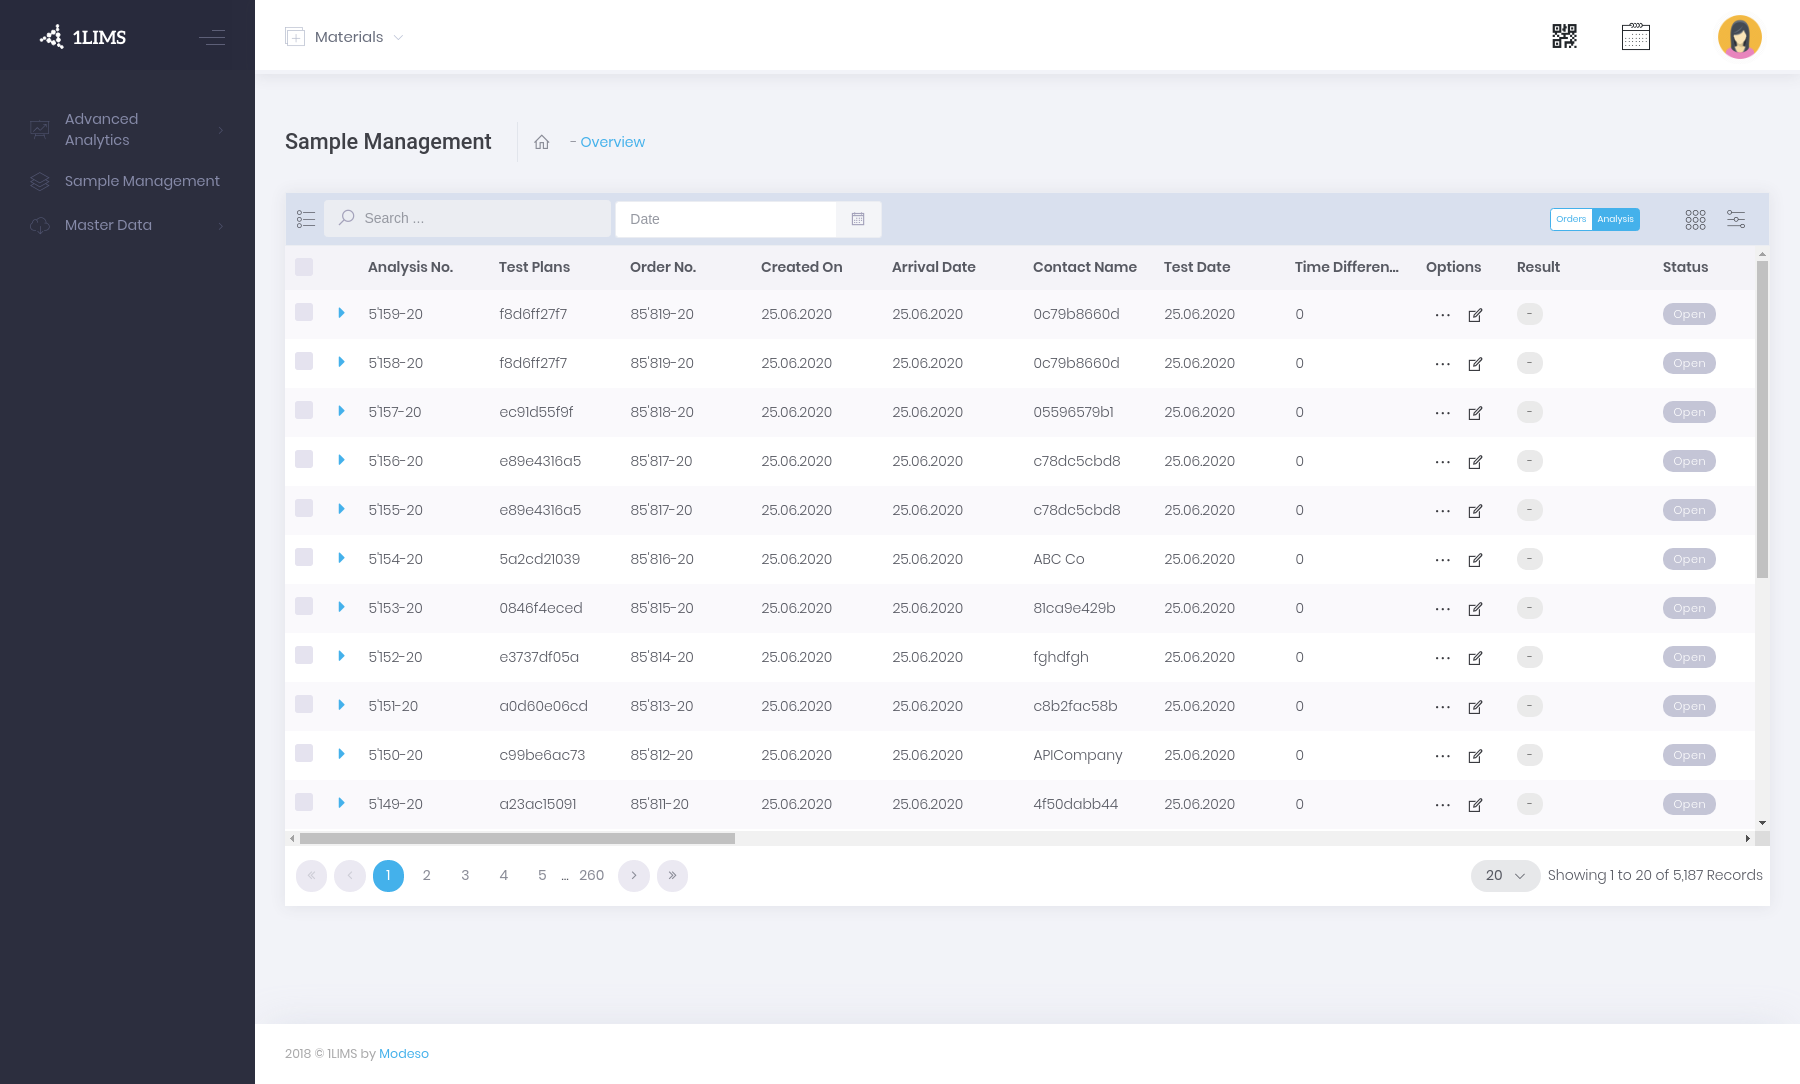 1LIMS
Materials
Advanced
Analytics
Sample Management
Master Data
Sample Management
- Overview
Search ...
Date
Orders Analysis
Analysis No. Test Plans Order No. Created On Arrival Date Contact Name Test Date Time Differen... Options Result Status
5'159-20 f8d6ff27f7 85'819-20 25.06.2020 25.06.2020 0c79b8660d 25.06.2020 0 ... - Open
5'158-20 f8d6ff27f7 85'819-20 25.06.2020 25.06.2020 0c79b8660d 25.06.2020 0 ... - Open
5'157-20 ec91d55f9f 85'818-20 25.06.2020 25.06.2020 05596579b1 25.06.2020 0 ... - Open
5'156-20 e89e4316a5 85'817-20 25.06.2020 25.06.2020 c78dc5cbd8 25.06.2020 0 ... - Open
5'155-20 e89e4316a5 85'817-20 25.06.2020 25.06.2020 c78dc5cbd8 25.06.2020 0 ... - Open
5'154-20 5a2cd21039 85'816-20 25.06.2020 25.06.2020 ABC Co 25.06.2020 0 ... - Open
5'153-20 0846f4eced 85'815-20 25.06.2020 25.06.2020 81ca9e429b 25.06.2020 0 ... - Open
5'152-20 e3737df05a 85'814-20 25.06.2020 25.06.2020 fghdfgh 25.06.2020 0 ... - Open
5'151-20 a0d60e06cd 85'813-20 25.06.2020 25.06.2020 c8b2fac58b 25.06.2020 0 ... - Open
5'150-20 c99be6ac73 85'812-20 25.06.2020 25.06.2020 APICompany 25.06.2020 0 ... - Open
5'149-20 a23ac15091 85'811-20 25.06.2020 25.06.2020 4f50dabb44 25.06.2020 0 ... - Open
« ‹ 1 2 3 4 5 ... 260 › »
20 Showing 1 to 20 of 5,187 Records
2018 © 1LIMS by Modeso